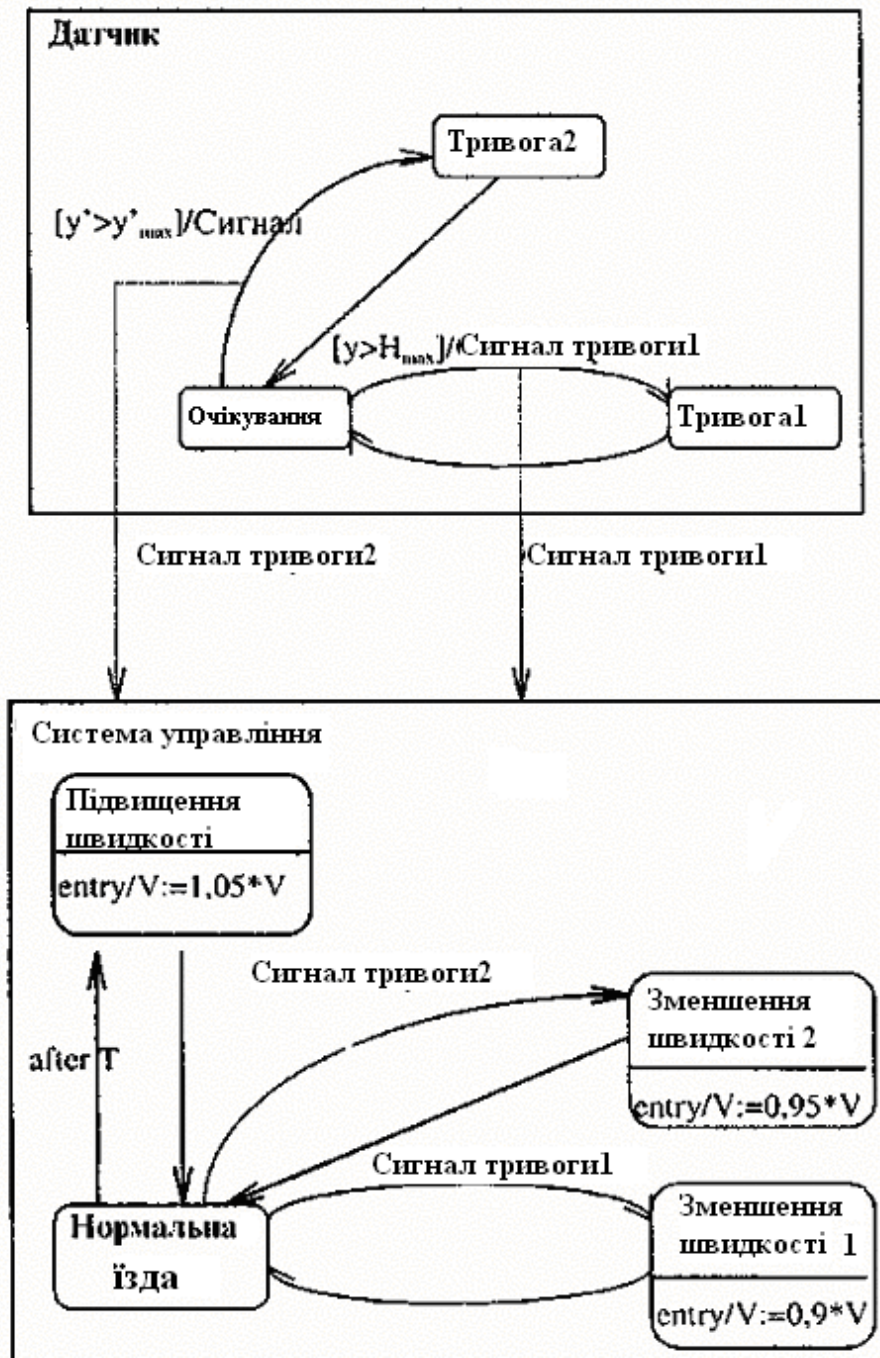 Датчик
Тривога2
[y'>y'max]/Сигнал
[y>Hmax]/Сигнал тривоги1
Очікування
Тривога1
Сигнал тривоги2
Сигнал тривоги1
Система управління
Підвищення
швидкості
entry/V:=1,05*V
Сигнал тривоги2
after T
Зменшення
швидкості 2
entry/V:=0,95*V
Сигнал тривоги1
Нормальна
їзда
Зменшення
швидкості 1
entry/V:=0,9*V